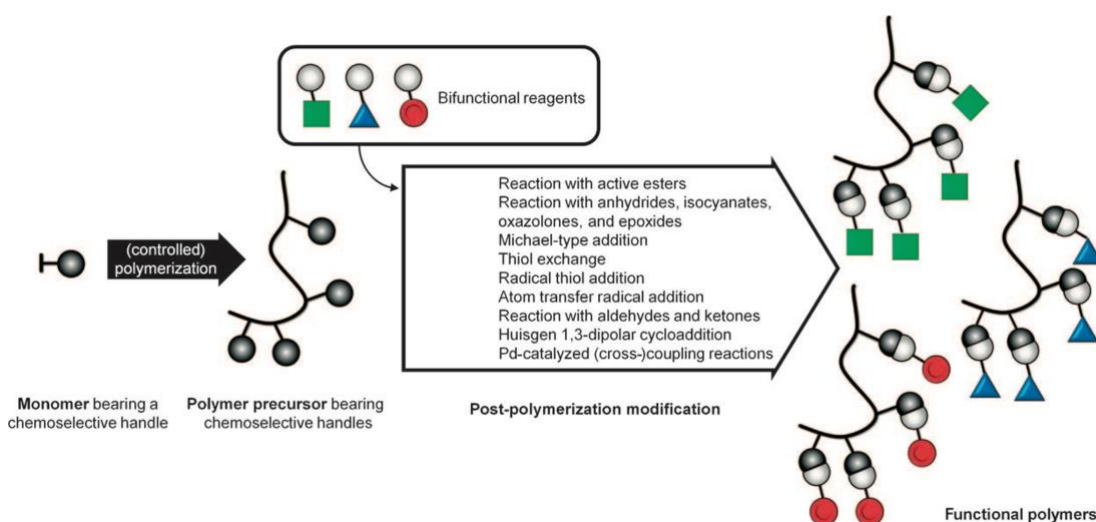 Bifunctional reagents
Reaction with active esters
Reaction with anhydrides, isocyanates,
oxazolones, and epoxides
Michael-type addition
Thiol exchange
Radical thiol addition
Atom transfer radical addition
Reaction with aldehydes and ketones
Huisgen 1,3-dipolar cycloaddition
Pd-catalyzed (cross-)coupling reactions
(controlled)
polymerization
Monomer bearing a
chemoselective handle
Polymer precursor bearing
chemoselective handles
Post-polymerization modification
Functional polymers